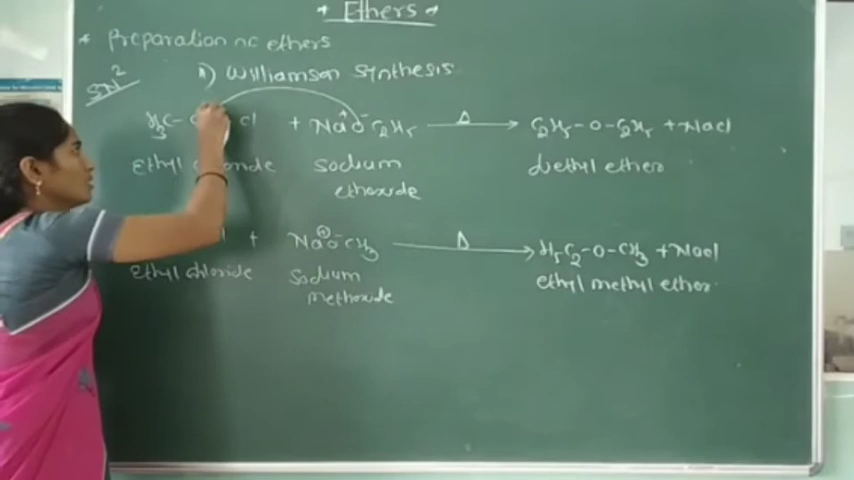 * Ethers *
* Preparation of ethers
SN²
1) Williamson synthesis
H₃C - Cl + Na⁺O⁻C₂H₅ —Δ→ C₂H₅-O-C₂H₅ + NaCl
Ethyl sodium diethyl ether
ethoxide
+ Na⊕O⁻CH₃ —Δ→ H₅C₂-O-CH₃ + NaCl
Ethyl chloride sodium ethyl methyl ether
methoxide